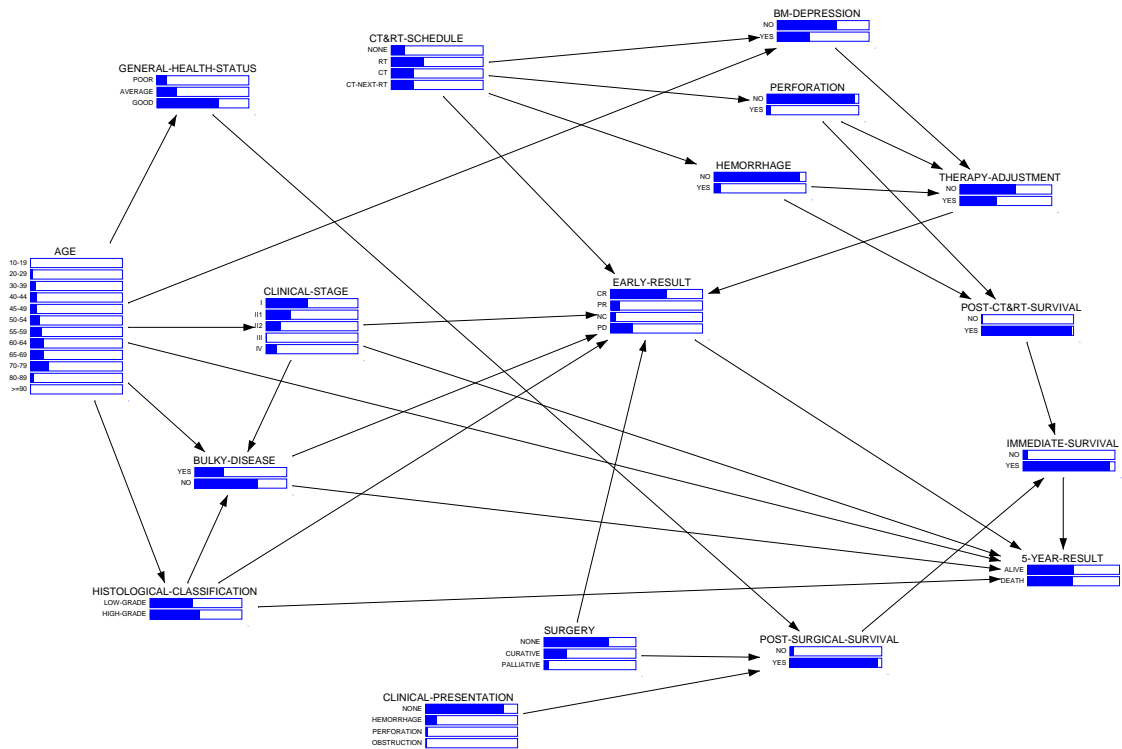 BM-DEPRESSION
NO
YES
CT&RT-SCHEDULE
NONE
RT
CT
CT-NEXT-RT
GENERAL-HEALTH-STATUS
POOR
AVERAGE
GOOD
PERFORATION
NO
YES
HEMORRHAGE
NO
YES
THERAPY-ADJUSTMENT
NO
YES
AGE
10-19
20-29
30-39
40-44
45-49
50-54
55-59
60-64
65-69
70-79
80-89
>=90
CLINICAL-STAGE
I
II1
II2
III
IV
EARLY-RESULT
CR
PR
NC
PD
POST-CT&RT-SURVIVAL
NO
YES
BULKY-DISEASE
YES
NO
IMMEDIATE-SURVIVAL
NO
YES
5-YEAR-RESULT
ALIVE
DEATH
HISTOLOGICAL-CLASSIFICATION
LOW-GRADE
HIGH-GRADE
SURGERY
NONE
CURATIVE
PALLIATIVE
POST-SURGICAL-SURVIVAL
NO
YES
CLINICAL-PRESENTATION
NONE
HEMORRHAGE
PERFORATION
OBSTRUCTION